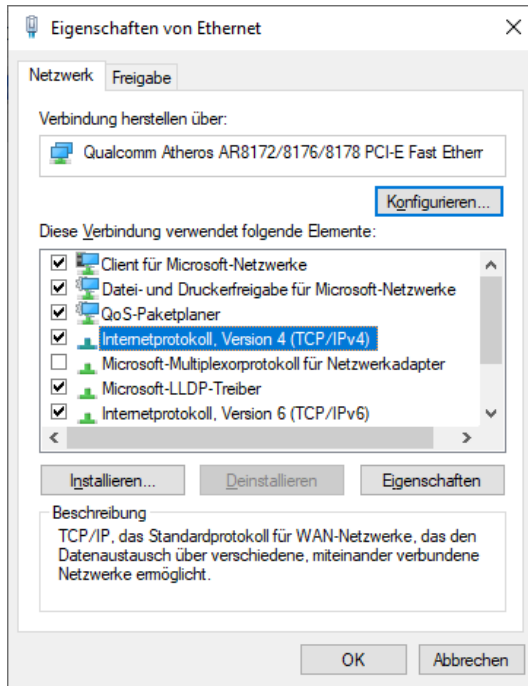 Eigenschaften von Ethernet
Netzwerk Freigabe
Verbindung herstellen über:
Qualcomm Atheros AR8172/8176/8178 PCI-E Fast Etherr
Konfigurieren...
Diese Verbindung verwendet folgende Elemente:
Client für Microsoft-Netzwerke
Datei- und Druckerfreigabe für Microsoft-Netzwerke
QoS-Paketplaner
Internetprotokoll, Version 4 (TCP/IPv4)
Microsoft-Multiplexorprotokoll für Netzwerkadapter
Microsoft-LLDP-Treiber
Internetprotokoll, Version 6 (TCP/IPv6)
Installieren... Deinstallieren Eigenschaften
Beschreibung
TCP/IP, das Standardprotokoll für WAN-Netzwerke, das den
Datenaustausch über verschiedene, miteinander verbundene
Netzwerke ermöglicht.
OK Abbrechen